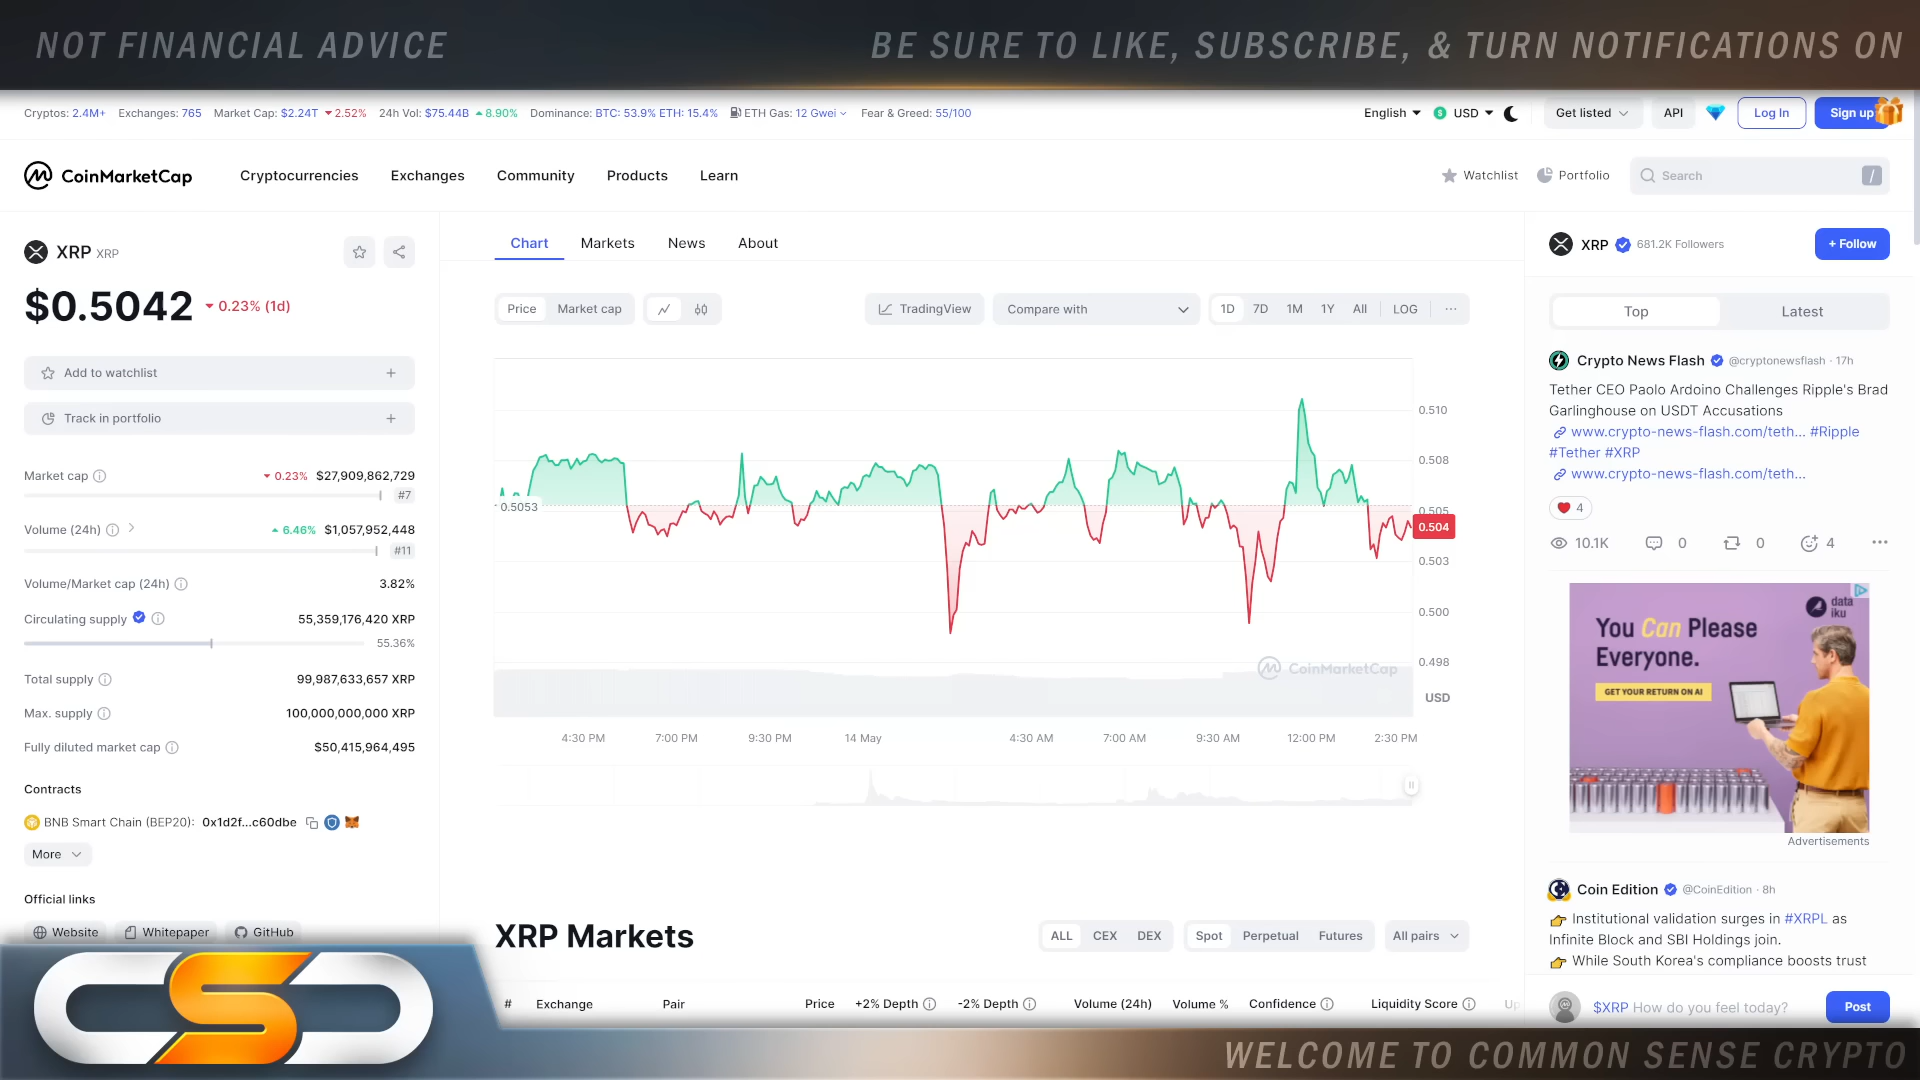 NOT FINANCIAL ADVICE
BE SURE TO LIKE, SUBSCRIBE, & TURN NOTIFICATIONS ON
Cryptos: 2.4M+ Exchanges: 765 Market Cap: $2.24T 2.52% 24h Vol: $75.44B 8.90% Dominance: BTC: 53.9% ETH: 15.4% ETH Gas: 12 Gwei Fear & Greed: 55/100
English USD Get listed API Log In Sign up
CoinMarketCap Cryptocurrencies Exchanges Community Products Learn
Watchlist Portfolio Search /
XRP XRP
$0.5042 0.23% (1d)
Add to watchlist +
Track in portfolio +
Market cap 0.23% $27,909,862,729
#7
Volume (24h) 6.46% $1,057,952,448
#11
Volume/Market cap (24h) 3.82%
Circulating supply 55,359,176,420 XRP
55.36%
Total supply 99,987,633,657 XRP
Max. supply 100,000,000,000 XRP
Fully diluted market cap $50,415,964,495
Contracts
BNB Smart Chain (BEP20): 0x1d2f...c60dbe
More
Official links
Website Whitepaper GitHub
Chart Markets News About
Price Market cap TradingView Compare with 1D 7D 1M 1Y All LOG ...
0.510
0.508
0.5053
0.505
0.504
0.503
0.500
0.498
CoinMarketCap
USD
4:30 PM 7:00 PM 9:30 PM 14 May 4:30 AM 7:00 AM 9:30 AM 12:00 PM 2:30 PM
XRP Markets
ALL CEX DEX Spot Perpetual Futures All pairs
# Exchange Pair Price +2% Depth -2% Depth Volume (24h) Volume % Confidence Liquidity Score Up
XRP 681.2K Followers + Follow
Top Latest
Crypto News Flash @cryptonewsflash · 17h
Tether CEO Paolo Ardoino Challenges Ripple's Brad
Garlinghouse on USDT Accusations
www.crypto-news-flash.com/teth... #Ripple
#Tether #XRP
www.crypto-news-flash.com/teth...
4
10.1K 0 0 4 ...
data
iku
You Can Please
Everyone.
GET YOUR RETURN ON AI
Advertisements
Coin Edition @CoinEdition · 8h
Institutional validation surges in #XRPL as
Infinite Block and SBI Holdings join.
While South Korea's compliance boosts trust
$XRP How do you feel today? Post
CSC
WELCOME TO COMMON SENSE CRYPTO